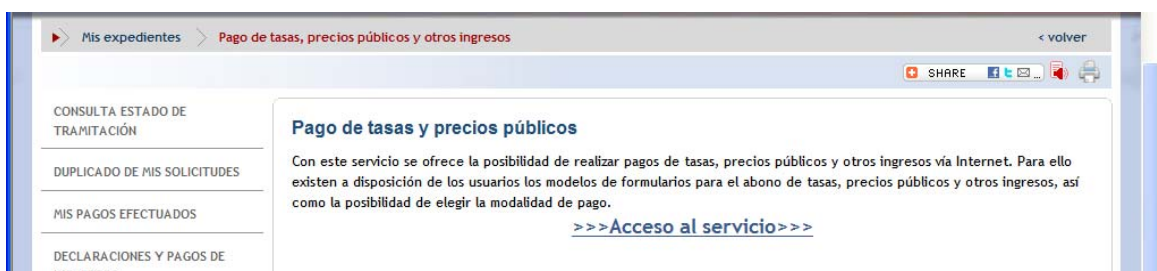 Mis expedientes Pago de tasas, precios públicos y otros ingresos < volver
SHARE
CONSULTA ESTADO DE
TRAMITACIÓN
DUPLICADO DE MIS SOLICITUDES
MIS PAGOS EFECTUADOS
DECLARACIONES Y PAGOS DE
Pago de tasas y precios públicos
Con este servicio se ofrece la posibilidad de realizar pagos de tasas, precios públicos y otros ingresos vía Internet. Para ello
existen a disposición de los usuarios los modelos de formularios para el abono de tasas, precios públicos y otros ingresos, así
como la posibilidad de elegir la modalidad de pago.
>>>Acceso al servicio>>>